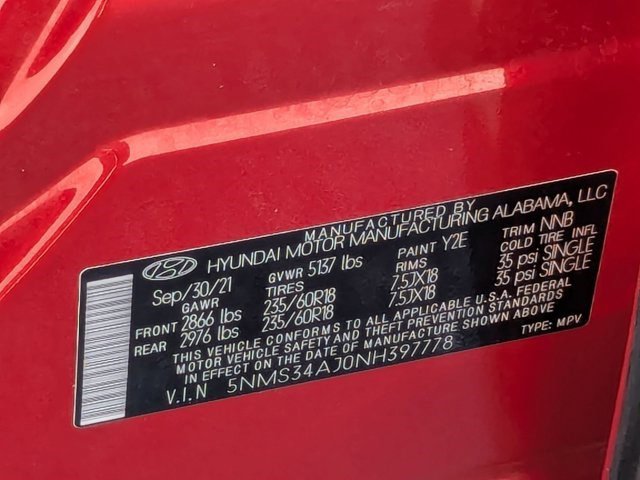 MANUFACTURED BY
HYUNDAI MOTOR MANUFACTURING ALABAMA, LLC
Sep/30/21 GVWR 5137 lbs PAINT Y2E TRIM NNB
GAWR TIRES RIMS COLD TIRE INFL
FRONT 2866 lbs 235/60R18 7.5JX18 35 psi SINGLE
REAR 2976 lbs 235/60R18 7.5JX18 35 psi SINGLE
THIS VEHICLE CONFORMS TO ALL APPLICABLE U.S.A. FEDERAL
MOTOR VEHICLE SAFETY AND THEFT PREVENTION STANDARDS
IN EFFECT ON THE DATE OF MANUFACTURE SHOWN ABOVE
V.I.N 5NMS34AJ0NH397778 TYPE: MPV